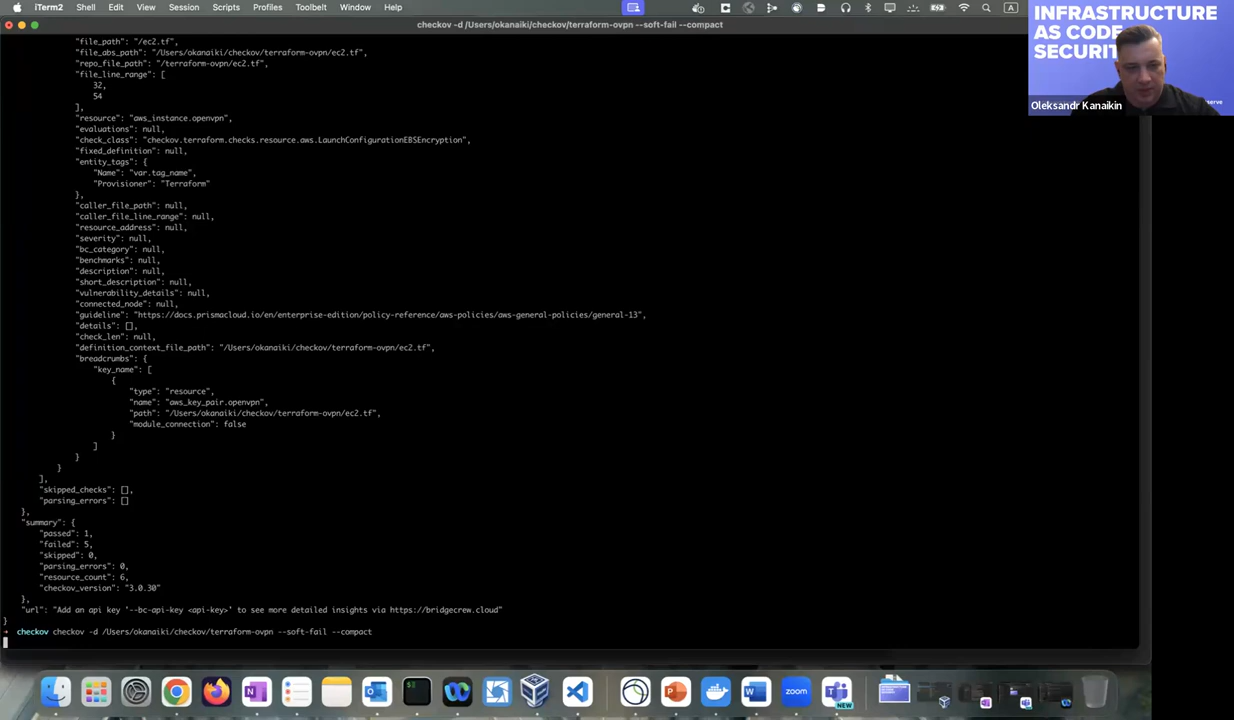 iTerm2 Shell Edit View Session Scripts Profiles Toolbelt Window Help
checkov -d /Users/okanaiki/checkov/terraform-ovpn --soft-fail --compact
"file_path": "/ec2.tf",
"file_abs_path": "/Users/okanaiki/checkov/terraform-ovpn/ec2.tf",
"repo_file_path": "/terraform-ovpn/ec2.tf",
"file_line_range": [
32,
54
],
"resource": "aws_instance.openvpn",
"evaluations": null,
"check_class": "checkov.terraform.checks.resource.aws.LaunchConfigurationEBSEncryption",
"fixed_definition": null,
"entity_tags": {
"Name": "var.tag_name",
"Provisioner": "Terraform"
},
"caller_file_path": null,
"caller_file_line_range": null,
"resource_address": null,
"severity": null,
"bc_category": null,
"benchmarks": null,
"description": null,
"short_description": null,
"vulnerability_details": null,
"connected_node": null,
"guideline": "https://docs.prismacloud.io/en/enterprise-edition/policy-reference/aws-policies/aws-general-policies/general-13",
"details": [],
"check_len": null,
"definition_context_file_path": "/Users/okanaiki/checkov/terraform-ovpn/ec2.tf",
"breadcrumbs": {
"key_name": [
{
"type": "resource",
"name": "aws_key_pair.openvpn",
"path": "/Users/okanaiki/checkov/terraform-ovpn/ec2.tf",
"module_connection": false
}
]
}
}
],
"skipped_checks": [],
"parsing_errors": []
},
"summary": {
"passed": 1,
"failed": 5,
"skipped": 0,
"parsing_errors": 0,
"resource_count": 6,
"checkov_version": "3.0.30"
},
"url": "Add an api key '--bc-api-key <api-key>' to see more detailed insights via https://bridgecrew.cloud"
}
checkov checkov -d /Users/okanaiki/checkov/terraform-ovpn --soft-fail --compact
INFRASTRUCTURE
AS CODE
Oleksandr Kanaikin
zoom
NEW